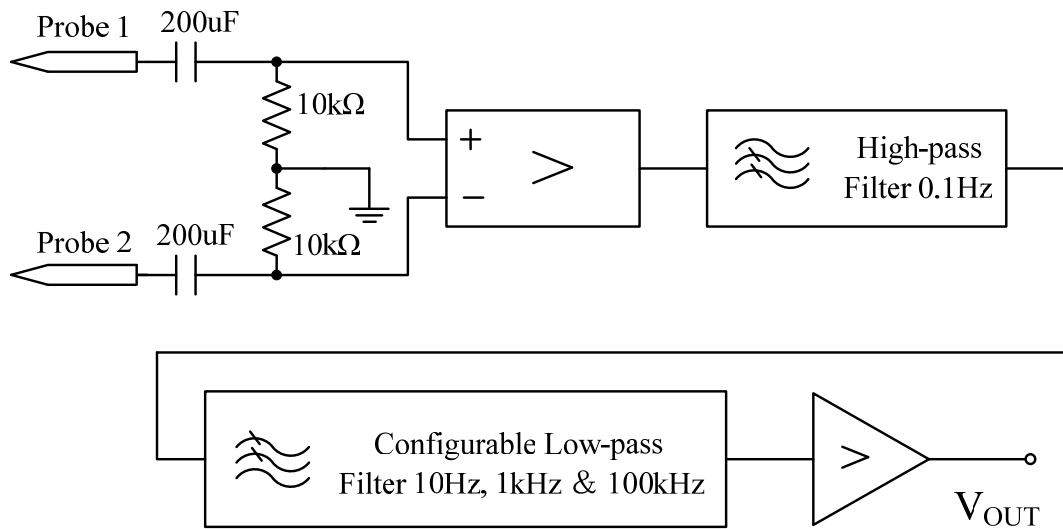 Probe 1
200uF
10kΩ
+
−
>
High-pass
Filter 0.1Hz
10kΩ
Probe 2
200uF
Configurable Low-pass
Filter 10Hz, 1kHz & 100kHz
>
VOUT